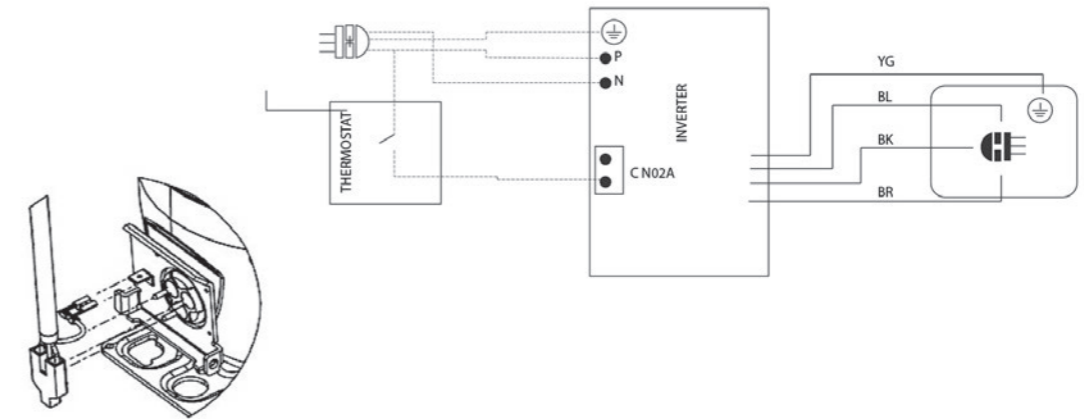 P
N
THERMOSTAT
INVERTER
C N02A
YG
BL
BK
BR